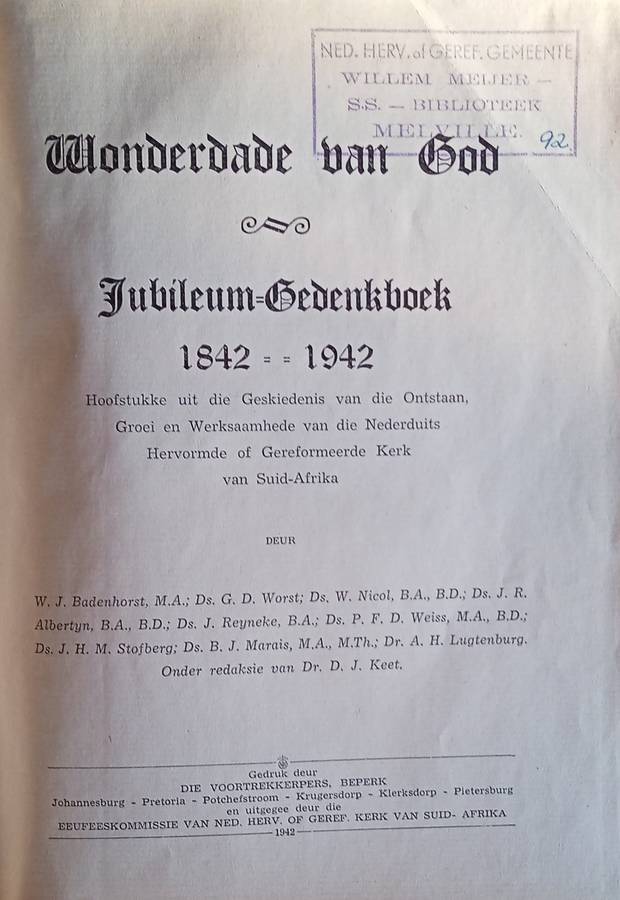 NED. HERV. of GEREF. GEMEENTE
WILLEM MEIJER —
S.S. — BIBLIOTEEK
MELVILLE. 92.
Wonderdade van God
Jubileum=Gedenkboek
1842 = = 1942
Hoofstukke uit die Geskiedenis van die Ontstaan,
Groei en Werksaamhede van die Nederduits
Hervormde of Gereformeerde Kerk
van Suid-Afrika
DEUR
W. J. Badenhorst, M.A.; Ds. G. D. Worst; Ds. W. Nicol, B.A., B.D.; Ds. J. R.
Albertyn, B.A., B.D.; Ds. J. Reyneke, B.A.; Ds. P. F. D. Weiss, M.A., B.D.;
Ds. J. H. M. Stofberg; Ds. B. J. Marais, M.A., M.Th.; Dr. A. H. Lugtenburg.
Onder redaksie van Dr. D. J. Keet.
Gedruk deur
DIE VOORTREKKERPERS, BEPERK
Johannesburg - Pretoria - Potchefstroom - Krugersdorp - Klerksdorp - Pietersburg
en uitgegee deur die
EEUFEESKOMMISSIE VAN NED. HERV. OF GEREF. KERK VAN SUID- AFRIKA
1942